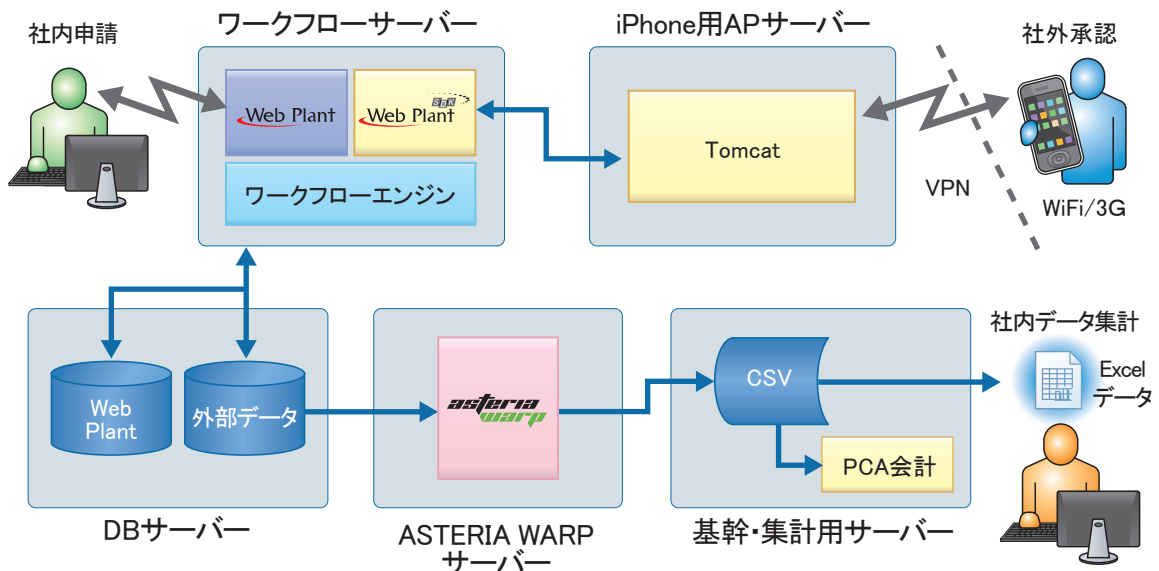 社内申請
ワークフローサーバー
iPhone用APサーバー
社外承認
Web Plant
SDK
Web Plant
ワークフローエンジン
Tomcat
VPN
WiFi/3G
Web
Plant
外部データ
DBサーバー
asteria
warp
ASTERIA WARP
サーバー
CSV
PCA会計
基幹・集計用サーバー
社内データ集計
Excel
データ